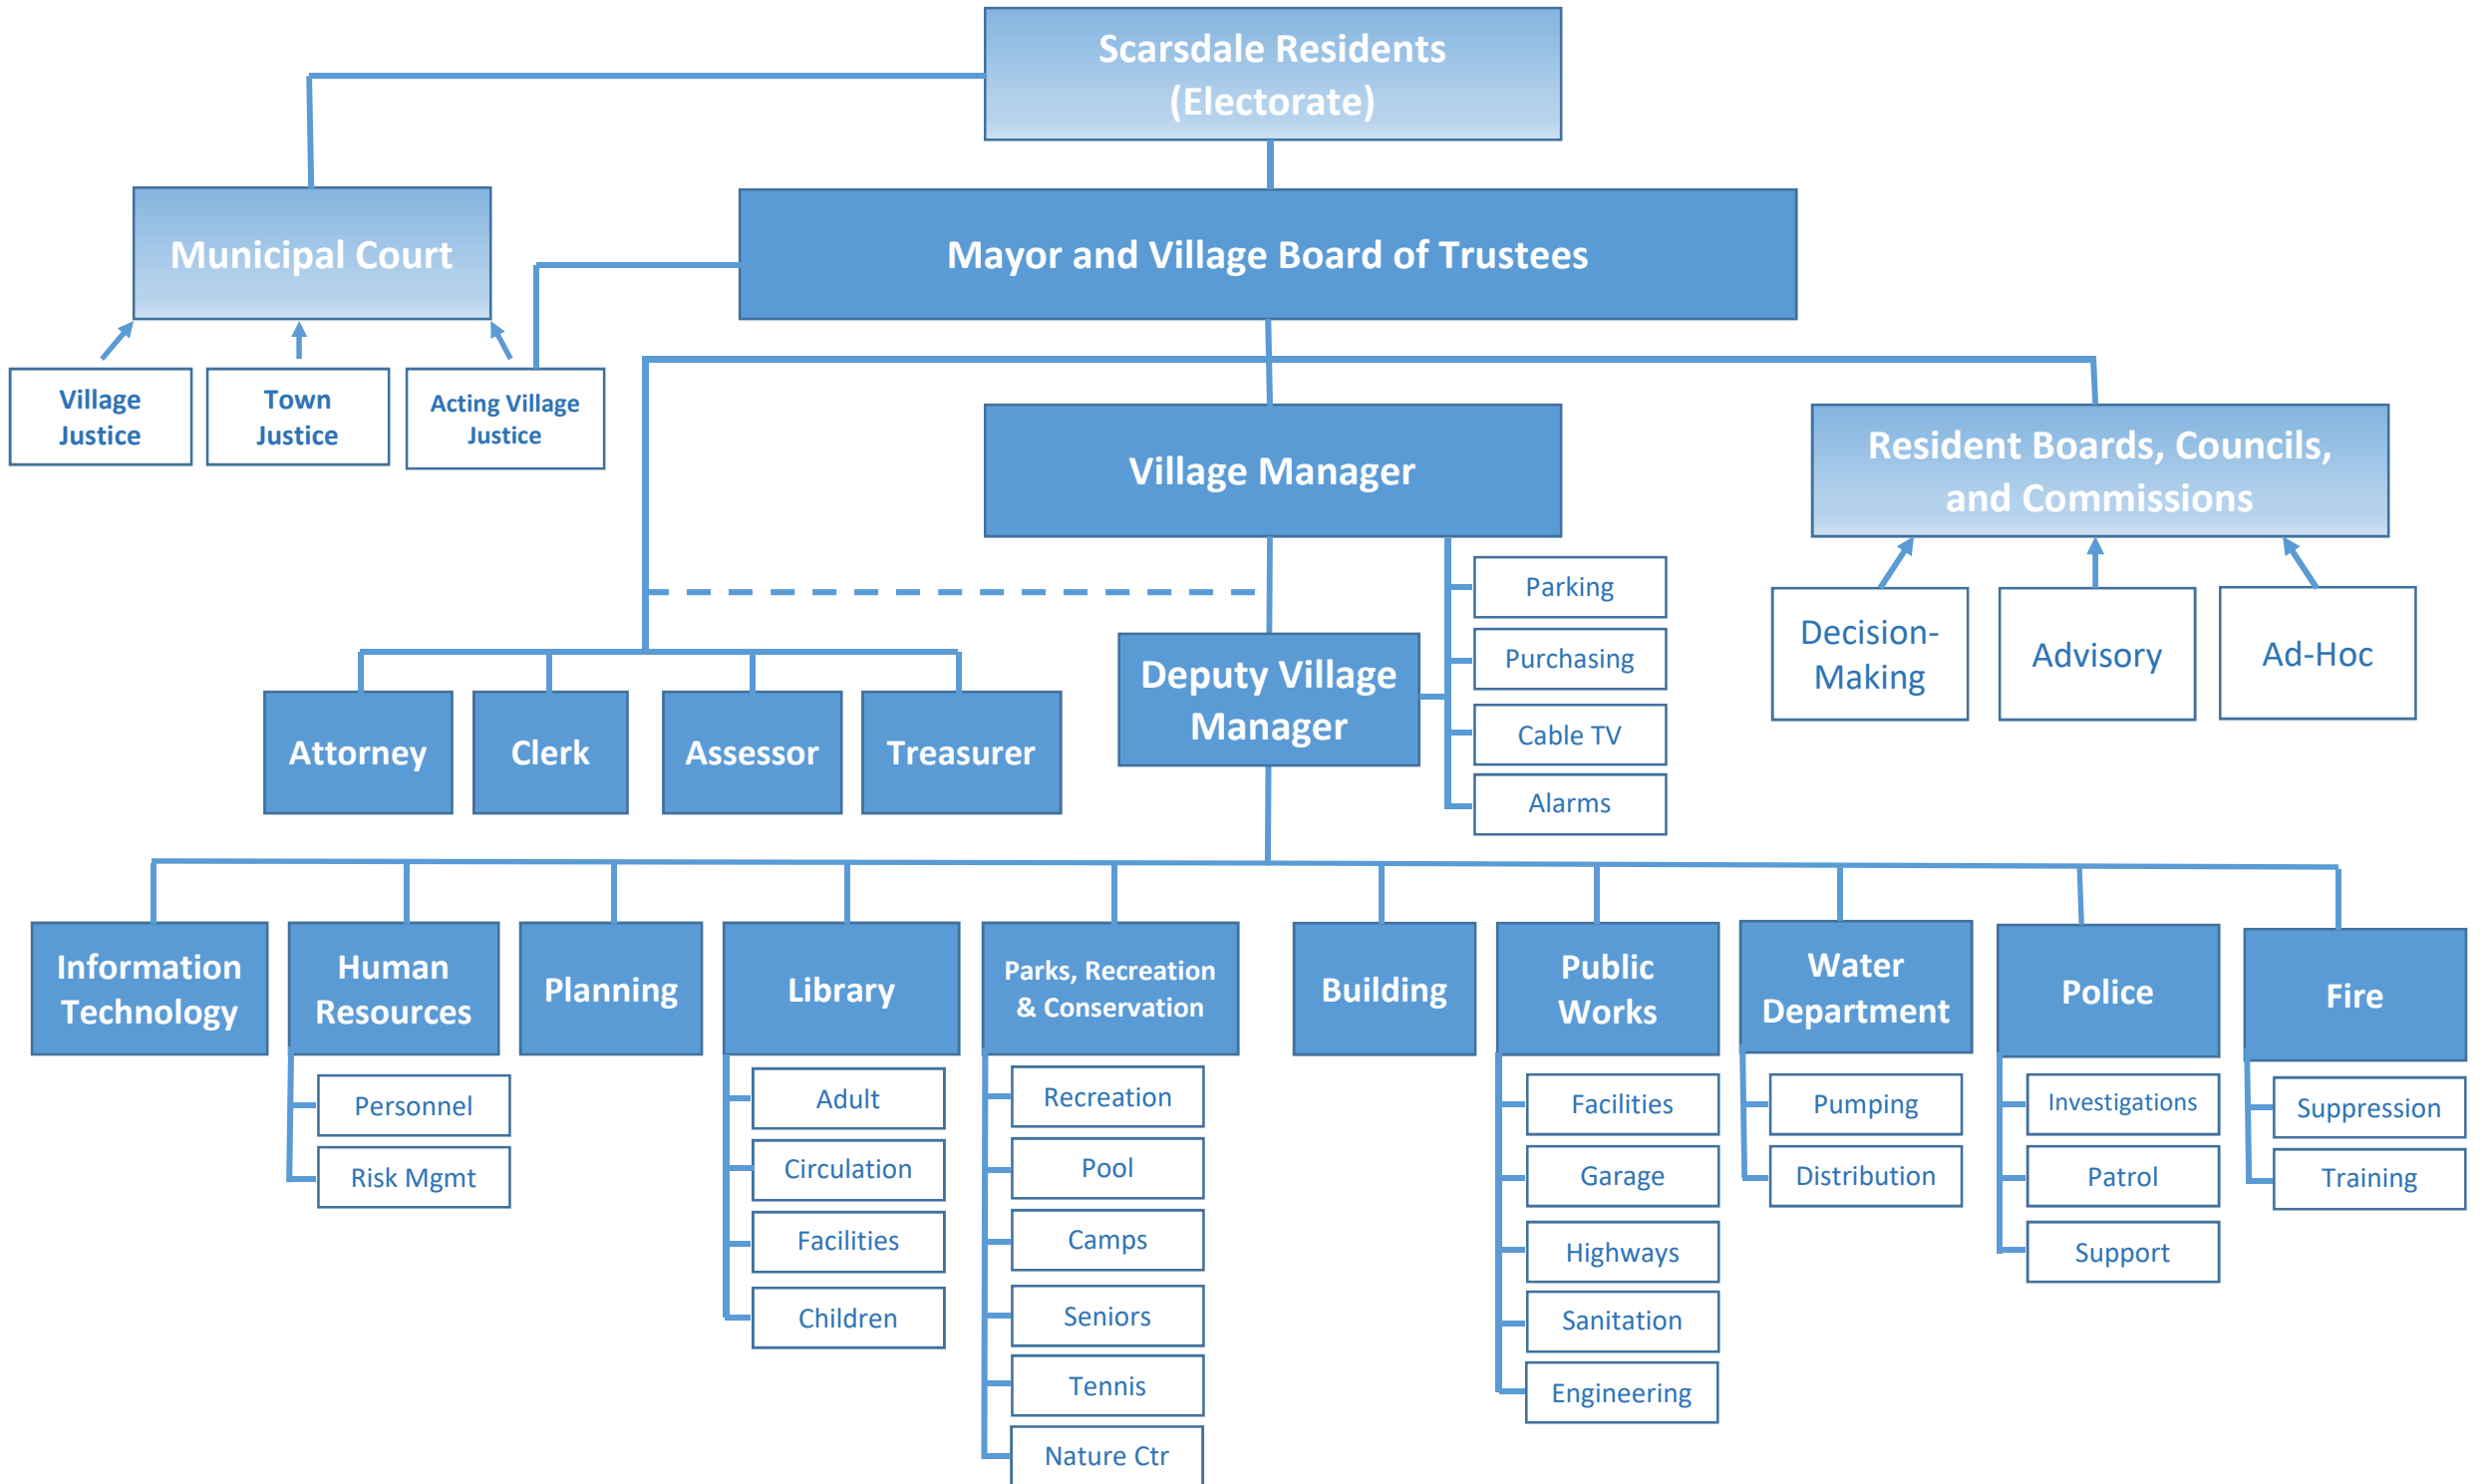 Scarsdale Residents
(Electorate)
Municipal Court
Mayor and Village Board of Trustees
Village
Justice
Town
Justice
Acting Village
Justice
Village Manager
Resident Boards, Councils,
and Commissions
Parking
Purchasing
Cable TV
Alarms
Decision-
Making
Advisory
Ad-Hoc
Deputy Village
Manager
Attorney
Clerk
Assessor
Treasurer
Information
Technology
Human
Resources
Planning
Library
Parks, Recreation
& Conservation
Building
Public
Works
Water
Department
Police
Fire
Personnel
Risk Mgmt
Adult
Circulation
Facilities
Children
Recreation
Pool
Camps
Seniors
Tennis
Nature Ctr
Facilities
Garage
Highways
Sanitation
Engineering
Pumping
Distribution
Investigations
Patrol
Support
Suppression
Training